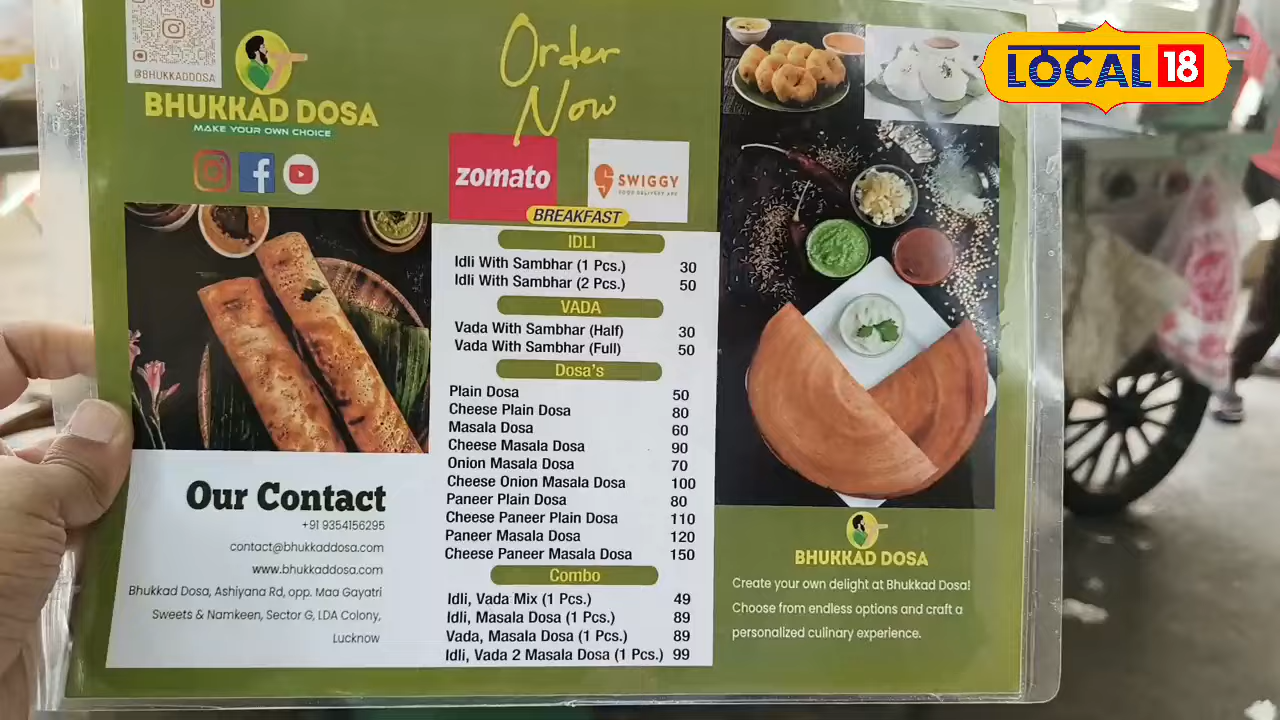 @BHUKKADDOSA
BHUKKAD DOSA
MAKE YOUR OWN CHOICE
Order
Now
zomato
SWIGGY
FOOD DELIVERY APP
LOCAL 18
BREAKFAST
IDLI
Idli With Sambhar (1 Pcs.) 30
Idli With Sambhar (2 Pcs.) 50
VADA
Vada With Sambhar (Half) 30
Vada With Sambhar (Full) 50
Dosa's
Plain Dosa 50
Cheese Plain Dosa 80
Masala Dosa 60
Cheese Masala Dosa 90
Onion Masala Dosa 70
Cheese Onion Masala Dosa 100
Paneer Plain Dosa 80
Cheese Paneer Plain Dosa 110
Paneer Masala Dosa 120
Cheese Paneer Masala Dosa 150
Combo
Idli, Vada Mix (1 Pcs.) 49
Idli, Masala Dosa (1 Pcs.) 89
Vada, Masala Dosa (1 Pcs.) 89
Idli, Vada 2 Masala Dosa (1 Pcs.) 99
Our Contact
+91 9354156295
contact@bhukkaddosa.com
www.bhukkaddosa.com
Bhukkad Dosa, Ashiyana Rd, opp. Maa Gayatri
Sweets & Namkeen, Sector G, LDA Colony,
Lucknow
BHUKKAD DOSA
Create your own delight at Bhukkad Dosa!
Choose from endless options and craft a
personalized culinary experience.